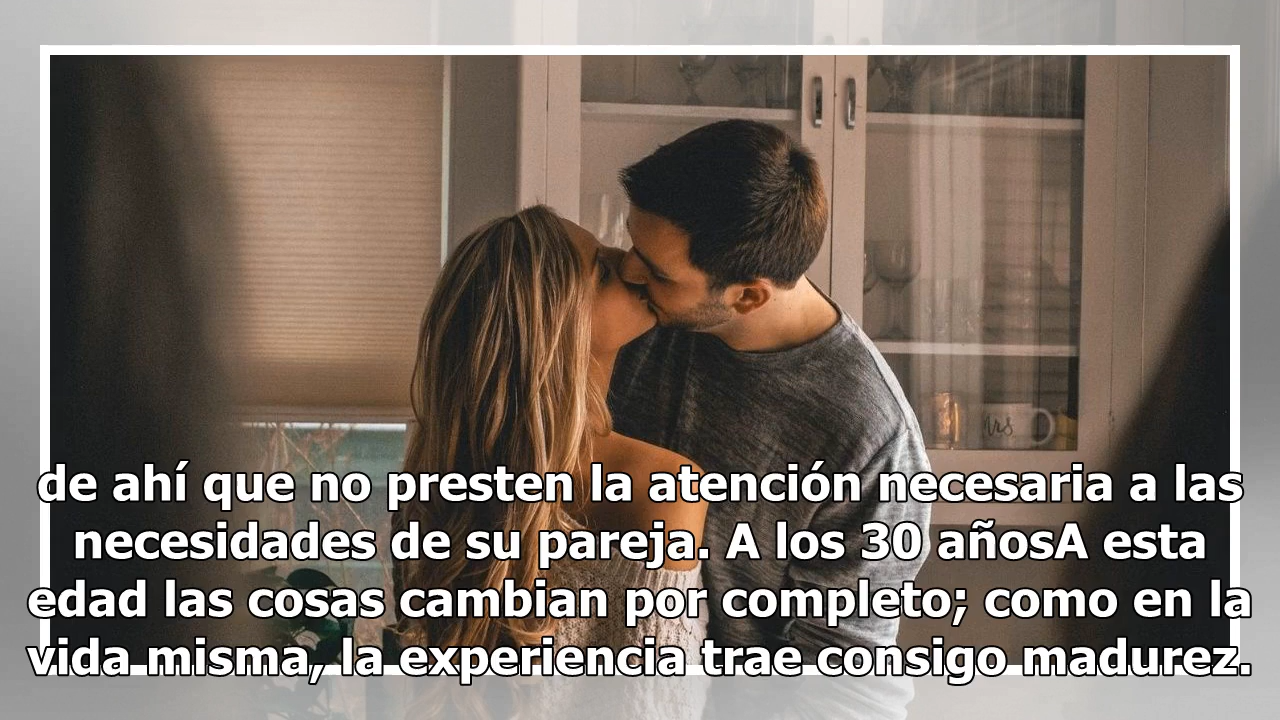 Mrs
de ahí que no presten la atención necesaria a las
necesidades de su pareja. A los 30 añosA esta
edad las cosas cambian por completo; como en la
vida misma, la experiencia trae consigo madurez.